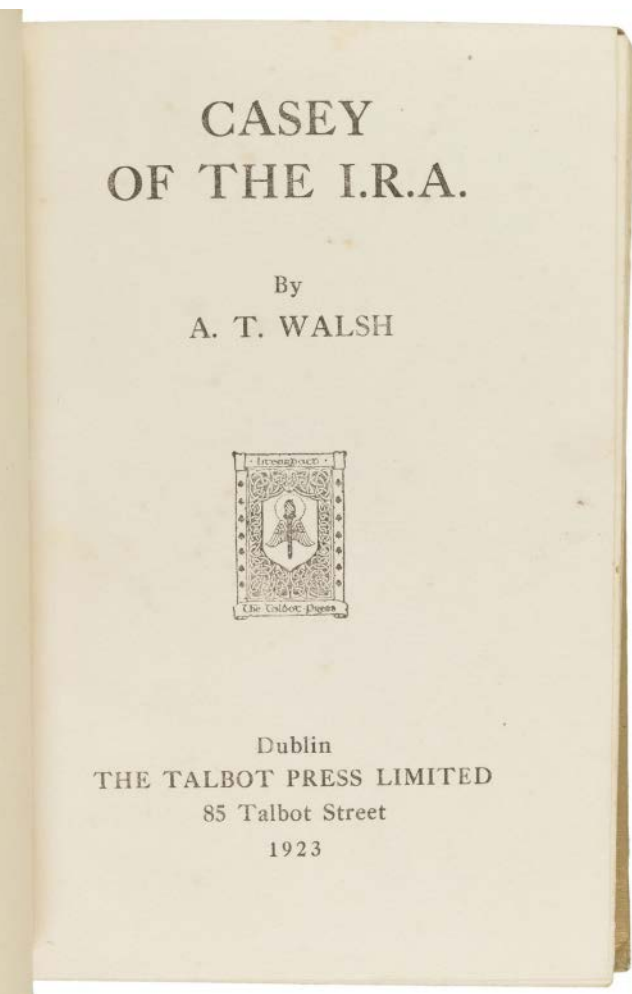 CASEY
OF THE I.R.A.
By
A. T. WALSH
The Talbot Press
Dublin
THE TALBOT PRESS LIMITED
85 Talbot Street
1923